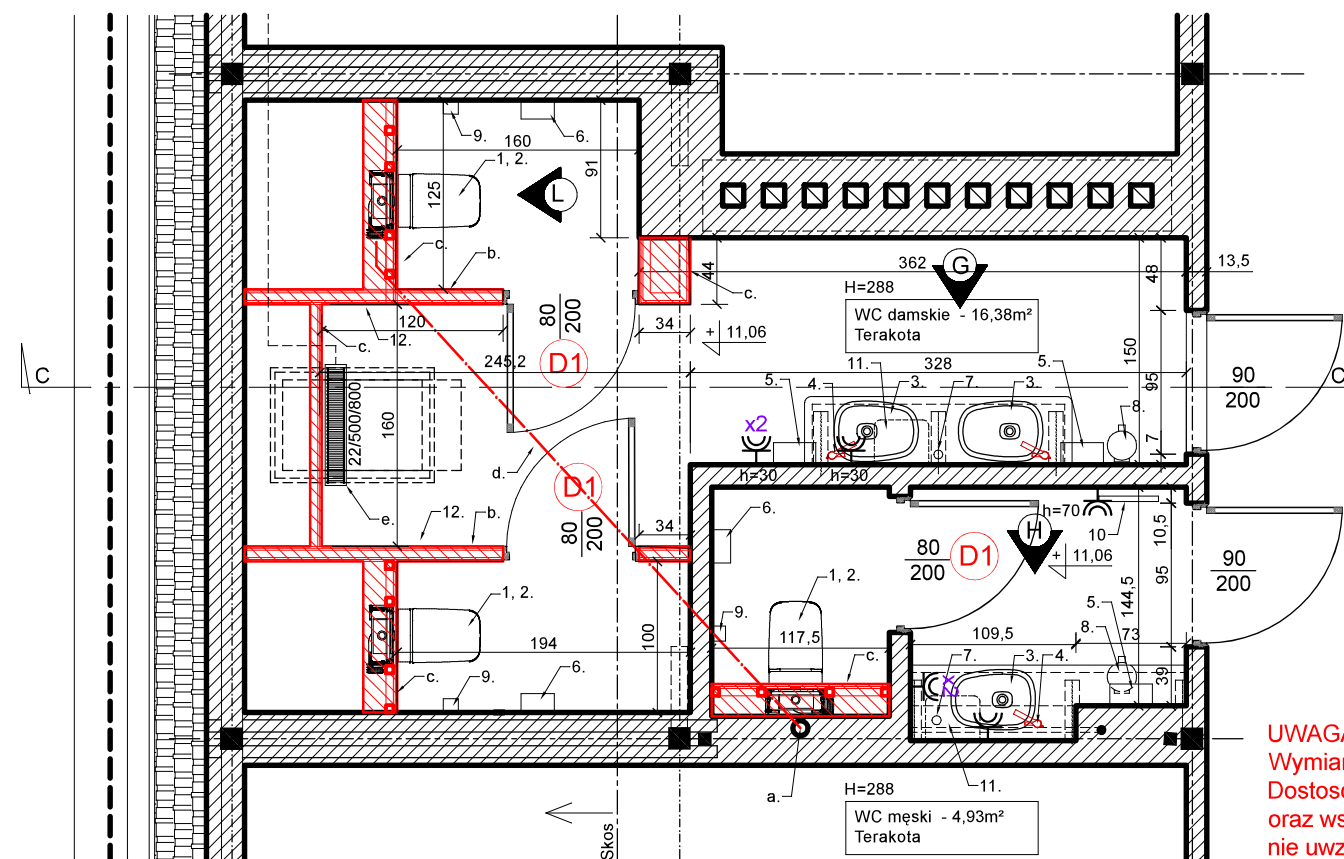 9.
6.
160
1, 2.
91
125
L
c.
b.
44
362
G
48
13,5
H=288
c.
WC damskie - 16,38m²
Terakota
80
200
120
12.
34
11,06
c.
245,2
D1
150
C
11.
328
5.
95
90
200
C
5.
4.
3.
7.
3.
8.
x2
22/500/800
160
7
h=30
h=30
d.
D1
e.
12.
b.
80
200
34
6.
h=70
10
H
10,5
80
200
D1
11,06
95
90
200
1, 2.
1, 2.
144,5
9.
5.
100
117,5
109,5
8.
73
194
c.
7.
3.
4.
39
c.
9.
6.
x2
UWAGA
Dostoso
oraz ws
nie uwz
a.
H=288
11.
WC męski - 4,93m²
Terakota
Skos